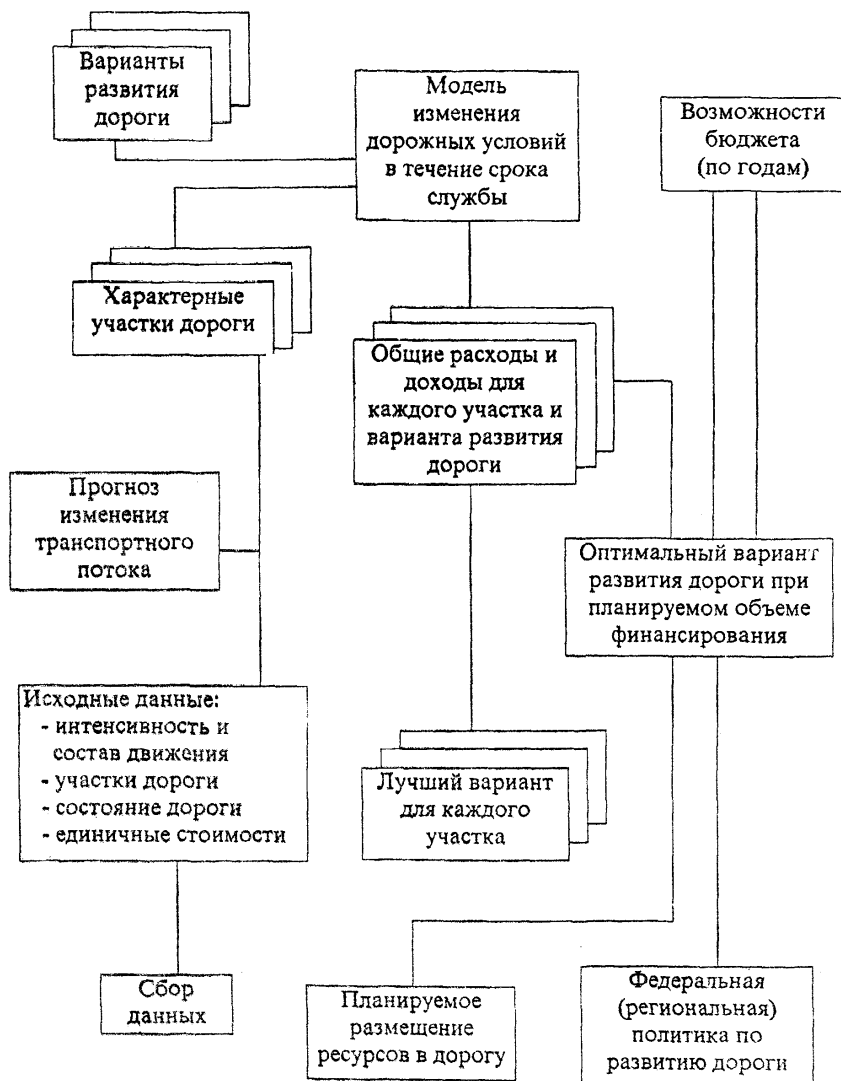 Варианты
развития
дороги
Модель
изменения
дорожных условий
в течение срока
службы
Возможности
бюджета
(по годам)
Характерные
участки дороги
Общие расходы и
доходы для
каждого участка и
варианта развития
дороги
Прогноз
изменения
транспортного
потока
Оптимальный вариант
развития дороги при
планируемом объеме
финансирования
Исходные данные:
- интенсивность и
состав движения
- участки дороги
- состояние дороги
- единичные стоимости
Лучший вариант
для каждого
участка
Сбор
данных
Планируемое
размещение
ресурсов в дорогу
Федеральная
(региональная)
политика по
развитию дороги